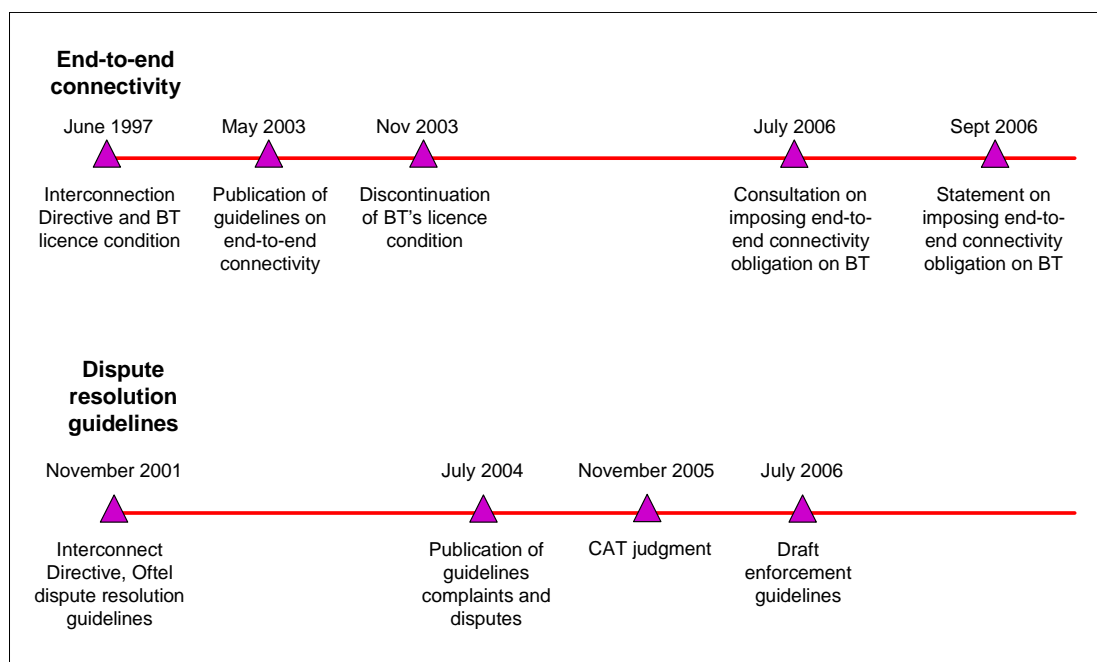 End-to-end
connectivity
June 1997
May 2003
Nov 2003
July 2006
Sept 2006
Interconnection
Directive and BT
licence condition
Publication of
guidelines on
end-to-end
connectivity
Discontinuation
of BT's licence
condition
Consultation on
imposing end-to-
end connectivity
obligation on BT
Statement on
imposing end-to-
end connectivity
obligation on BT
Dispute
resolution
guidelines
November 2001
July 2004
November 2005
July 2006
Interconnect
Directive, Oftel
dispute resolution
guidelines
Publication of
guidelines
complaints and
disputes
CAT judgment
Draft
enforcement
guidelines